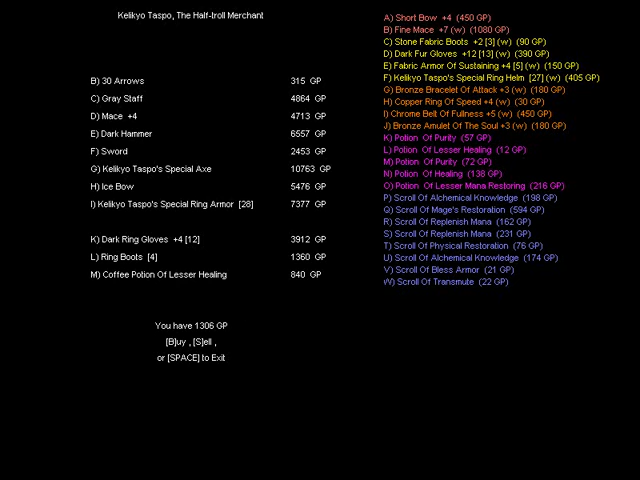 Kelikyo Taspo, The Half-troll Merchant
B) 30 Arrows 315 GP
C) Gray Staff 4864 GP
D) Mace +4 4713 GP
E) Dark Hammer 6557 GP
F) Sword 2453 GP
G) Kelikyo Taspo's Special Axe 10763 GP
H) Ice Bow 5476 GP
I) Kelikyo Taspo's Special Ring Armor [28] 7377 GP
K) Dark Ring Gloves +4 [12] 3912 GP
L) Ring Boots [4] 1360 GP
M) Coffee Potion Of Lesser Healing 840 GP
You have 1306 GP
[B]uy , [S]ell ,
or [SPACE] to Exit
A) Short Bow +4 (450 GP)
B) Fine Mace +7 (w) (1080 GP)
C) Stone Fabric Boots +2 [3] (w) (90 GP)
D) Dark Fur Gloves +12 [13] (w) (390 GP)
E) Fabric Armor Of Sustaining +4 [5] (w) (150 GP)
F) Kelikyo Taspo's Special Ring Helm [27] (w) (405 GP)
G) Bronze Bracelet Of Attack +3 (w) (180 GP)
H) Copper Ring Of Speed +4 (w) (30 GP)
I) Chrome Belt Of Fullness +5 (w) (450 GP)
J) Bronze Amulet Of The Soul +3 (w) (180 GP)
K) Potion Of Purity (57 GP)
L) Potion Of Lesser Healing (12 GP)
M) Potion Of Purity (72 GP)
N) Potion Of Healing (138 GP)
O) Potion Of Lesser Mana Restoring (216 GP)
P) Scroll Of Alchemical Knowledge (198 GP)
Q) Scroll Of Mage's Restoration (594 GP)
R) Scroll Of Replenish Mana (162 GP)
S) Scroll Of Replenish Mana (231 GP)
T) Scroll Of Physical Restoration (76 GP)
U) Scroll Of Alchemical Knowledge (174 GP)
V) Scroll Of Bless Armor (21 GP)
W) Scroll Of Transmute (22 GP)